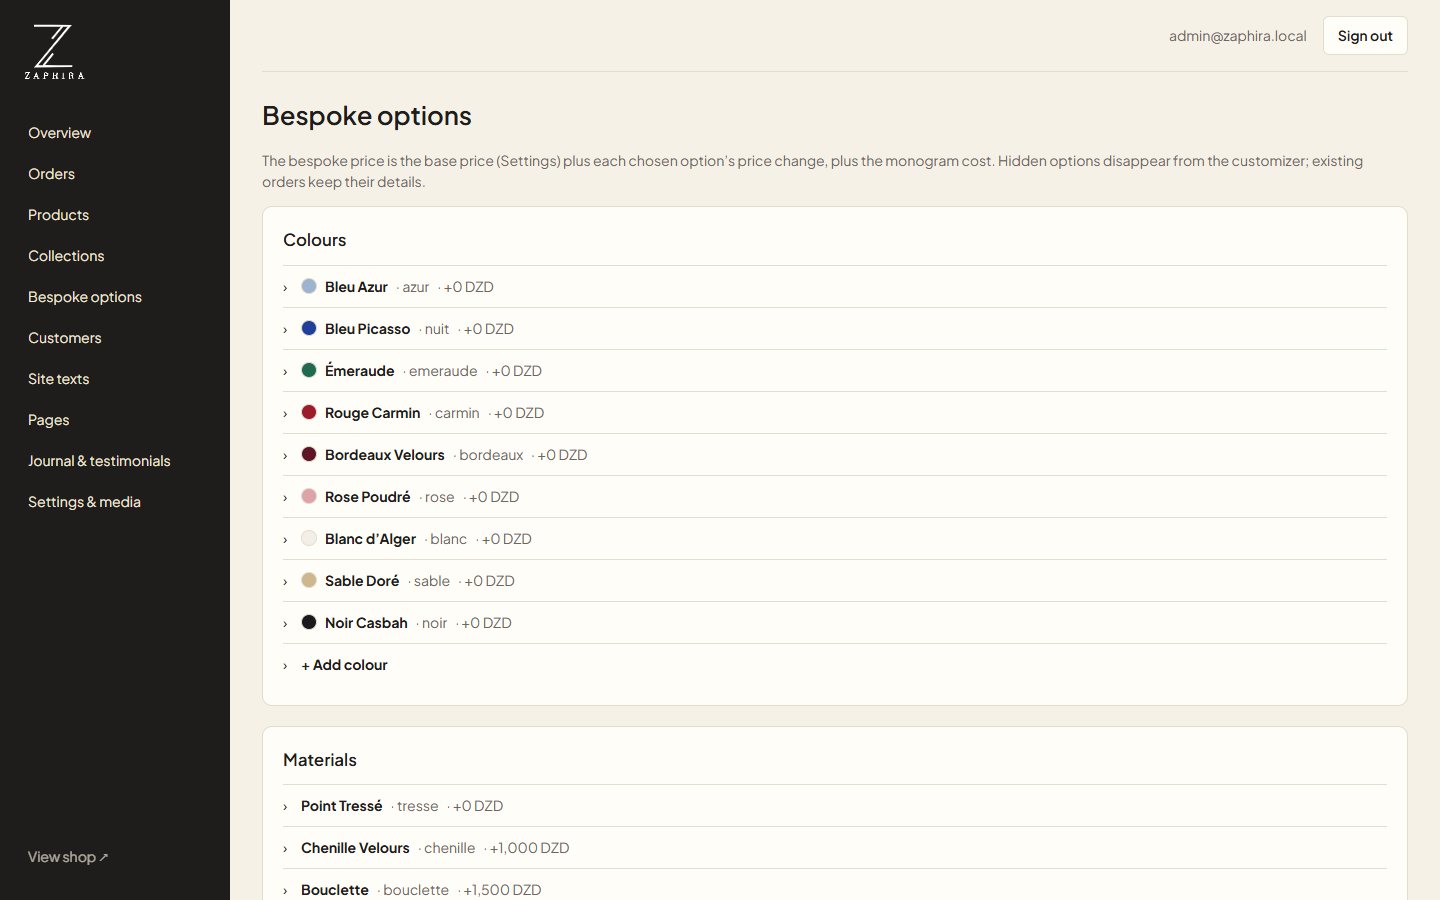 ZAPHIRA
Overview
Orders
Products
Collections
Bespoke options
Customers
Site texts
Pages
Journal & testimonials
Settings & media
View shop ↗
admin@zaphira.local
Sign out
Bespoke options
The bespoke price is the base price (Settings) plus each chosen option’s price change, plus the monogram cost. Hidden options disappear from the customizer; existing
orders keep their details.
Colours
› Bleu Azur · azur · +0 DZD
› Bleu Picasso · nuit · +0 DZD
› Émeraude · emeraude · +0 DZD
› Rouge Carmin · carmin · +0 DZD
› Bordeaux Velours · bordeaux · +0 DZD
› Rose Poudré · rose · +0 DZD
› Blanc d’Alger · blanc · +0 DZD
› Sable Doré · sable · +0 DZD
› Noir Casbah · noir · +0 DZD
› + Add colour
Materials
› Point Tressé · tresse · +0 DZD
› Chenille Velours · chenille · +1,000 DZD
› Bouclette · bouclette · +1,500 DZD